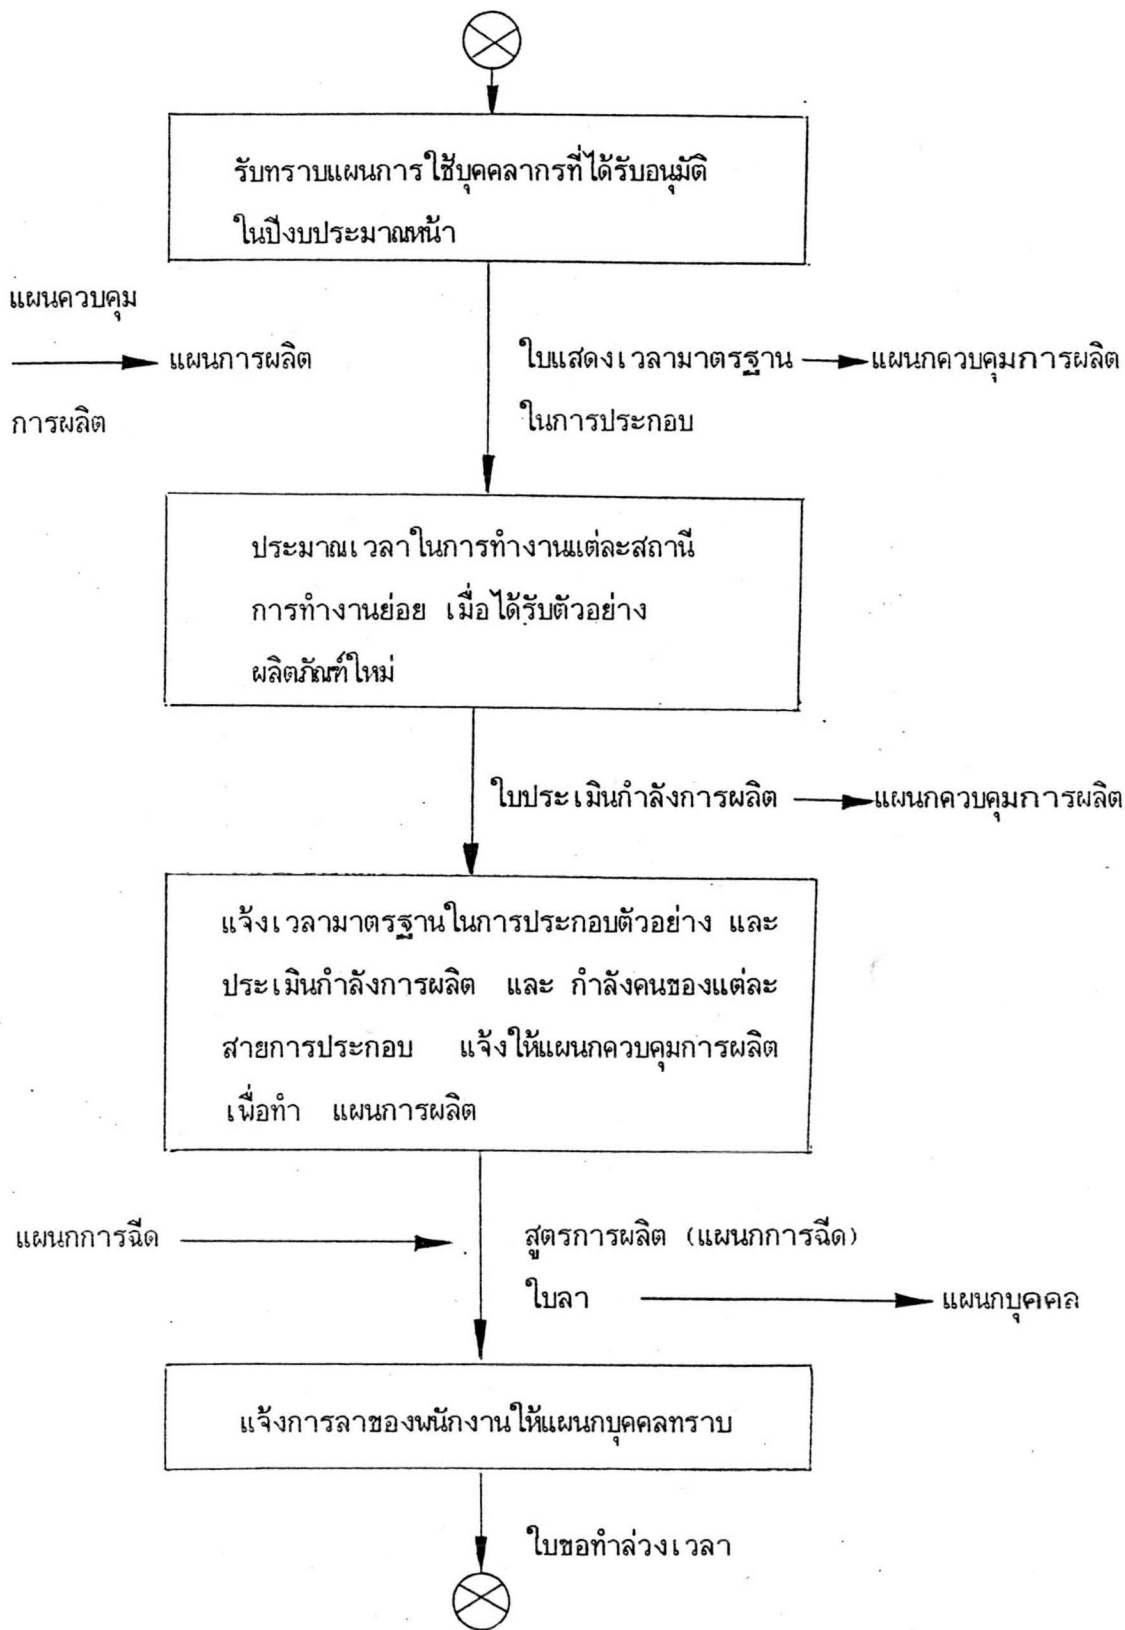 รับทราบแผนการใช้บุคคลากรที่ได้รับอนุมัติ
ในปีงบประมาณหน้า
แผนควบคุม
แผนการผลิต
การผลิต
ใบแสดงเวลามาตรฐาน
แผนกควบคุมการผลิต
ในการประกอบ
ประมาณเวลาในการทำงานแต่ละสถานี
การทำงานย่อย เมื่อได้รับตัวอย่าง
ผลิตภัณฑ์ใหม่
ใบประเมินกำลังการผลิต
แผนกควบคุมการผลิต
แจ้งเวลามาตรฐานในการประกอบตัวอย่าง และ
ประเมินกำลังการผลิต และ กำลังคนของแต่ละ
สายการประกอบ แจ้งให้แผนกควบคุมการผลิต
เพื่อทำ แผนการผลิต
แผนกการฉีด
สูตรการผลิต (แผนกการฉีด)
ใบลา
แผนกบุคคล
แจ้งการลาของพนักงานให้แผนกบุคคลทราบ
ใบขอทำล่วงเวลา